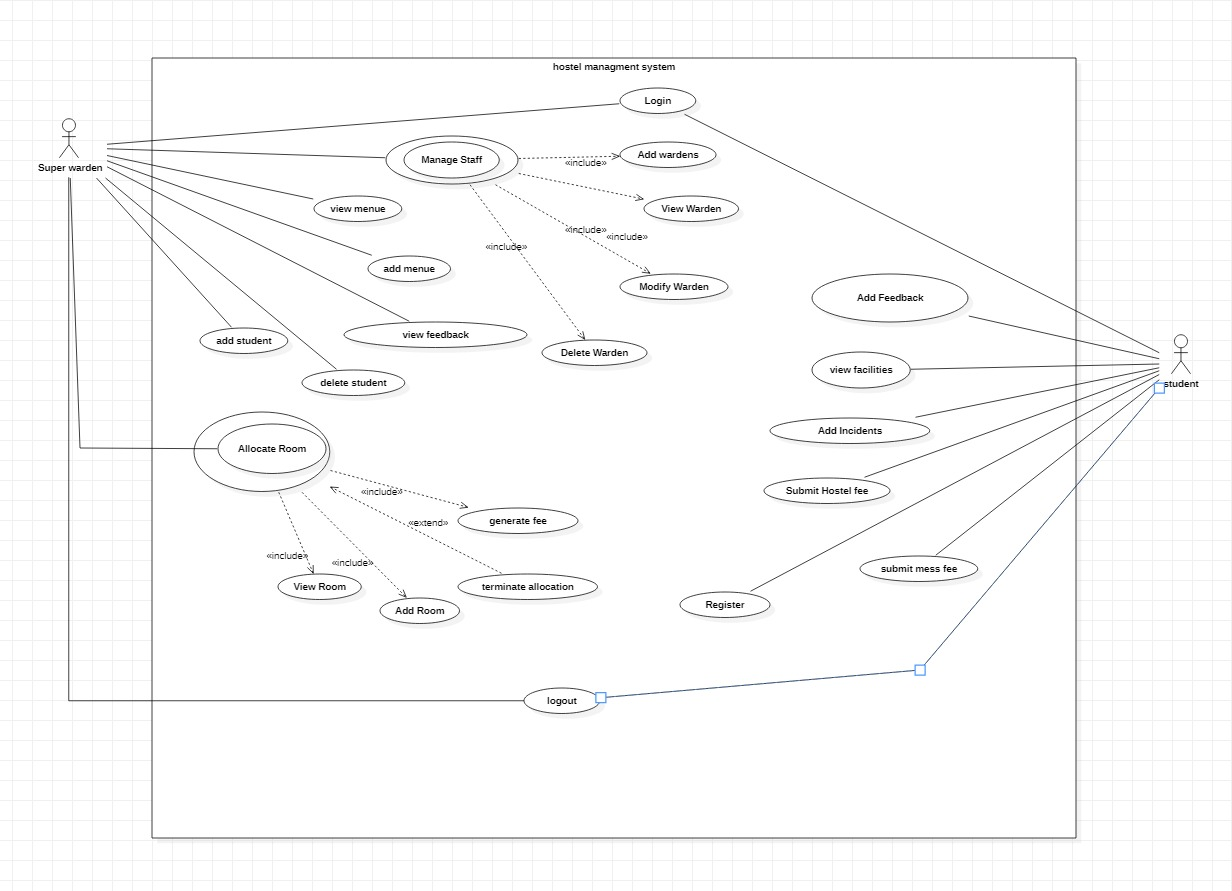 hostel managment system
Login
Super warden
Manage Staff
«include»
Add wardens
view menue
View Warden
«include»
«include»
«include»
add menue
Modify Warden
Add Feedback
add student
view feedback
Delete Warden
view facilities
delete student
student
Add Incidents
Allocate Room
«include»
Submit Hostel fee
«extend»
generate fee
«include»
«include»
submit mess fee
View Room
terminate allocation
Add Room
Register
logout